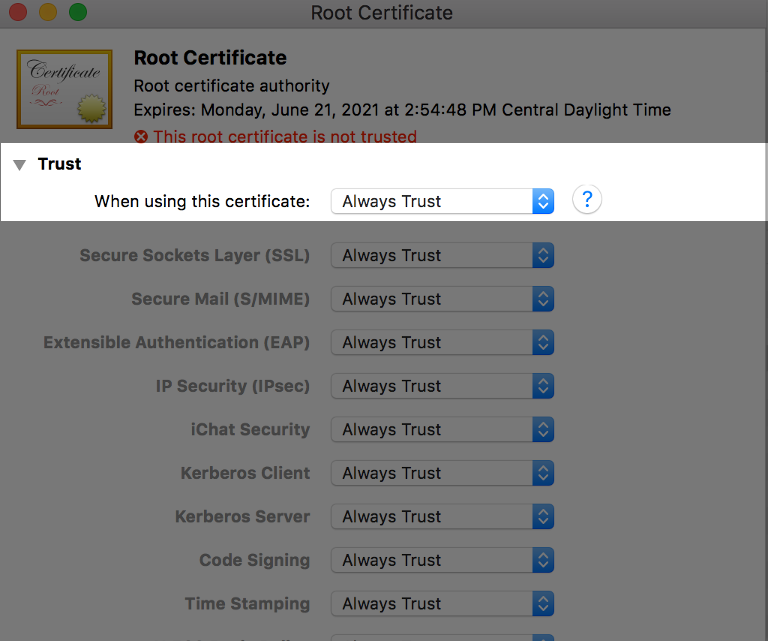 Root Certificate
Certificate
Root
Root Certificate
Root certificate authority
Expires: Monday, June 21, 2021 at 2:54:48 PM Central Daylight Time
This root certificate is not trusted
Trust
When using this certificate: Always Trust ?
Secure Sockets Layer (SSL) Always Trust
Secure Mail (S/MIME) Always Trust
Extensible Authentication (EAP) Always Trust
IP Security (IPsec) Always Trust
iChat Security Always Trust
Kerberos Client Always Trust
Kerberos Server Always Trust
Code Signing Always Trust
Time Stamping Always Trust